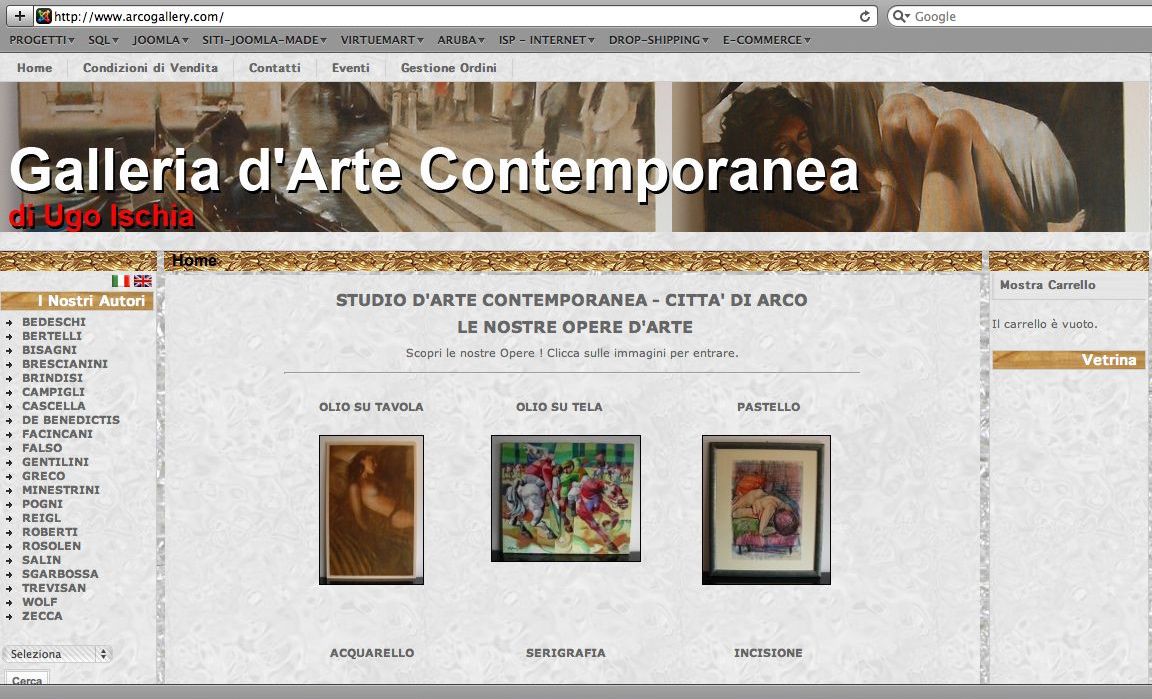 http://www.arcogallery.com/
Google
PROGETTI SQL JOOMLA SITI-JOOMLA-MADE VIRTUEMART ARUBA ISP - INTERNET DROP-SHIPPING E-COMMERCE
Home Condizioni di Vendita Contatti Eventi Gestione Ordini
Galleria d'Arte Contemporanea
di Ugo Ischia
Home
I Nostri Autori
BEDESCHI
BERTELLI
BISAGNI
BRESCIANINI
BRINDISI
CAMPIGLI
CASCELLA
DE BENEDICTIS
FACINCANI
FALSO
GENTILINI
GRECO
MINESTRINI
POGNI
REIGL
ROBERTI
ROSOLEN
SALIN
SGARBOSSA
TREVISAN
WOLF
ZECCA
Seleziona
Cerca
STUDIO D'ARTE CONTEMPORANEA - CITTA' DI ARCO
LE NOSTRE OPERE D'ARTE
Scopri le nostre Opere ! Clicca sulle immagini per entrare.
OLIO SU TAVOLA OLIO SU TELA PASTELLO
ACQUARELLO SERIGRAFIA INCISIONE
Mostra Carrello
Il carrello è vuoto.
Vetrina